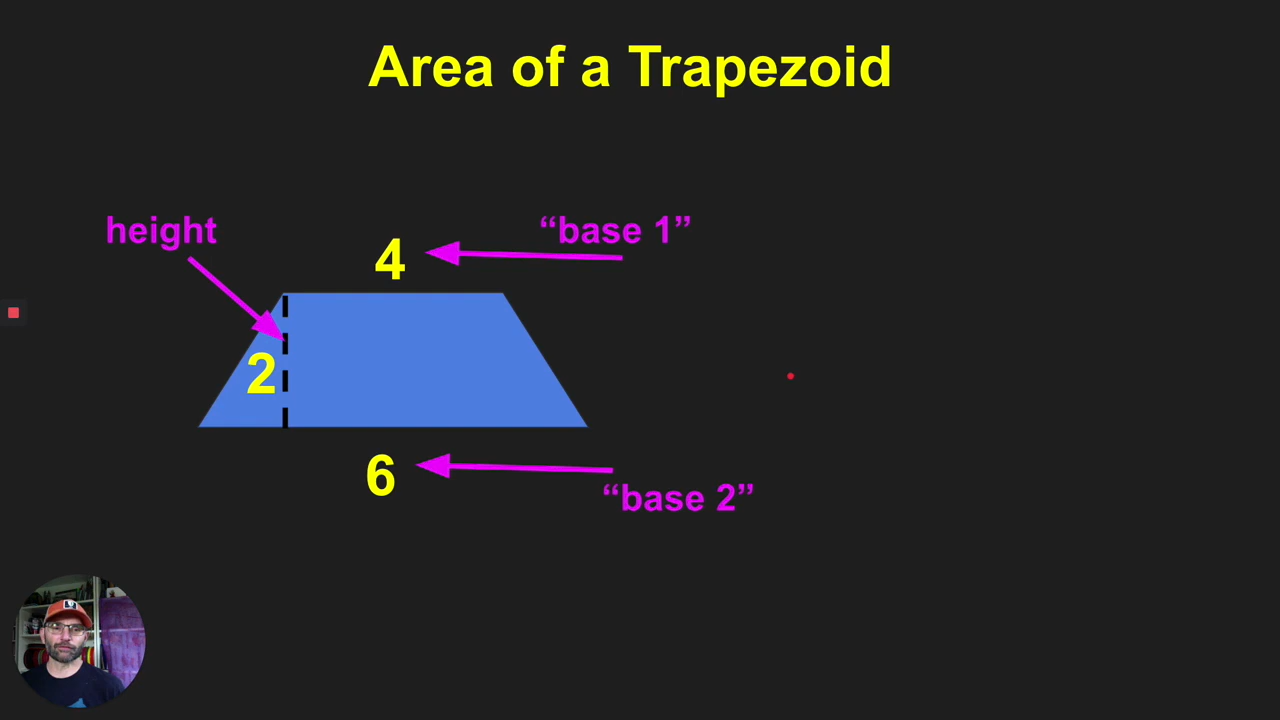 Area of a Trapezoid
height
“base 1”
4
2
6
“base 2”